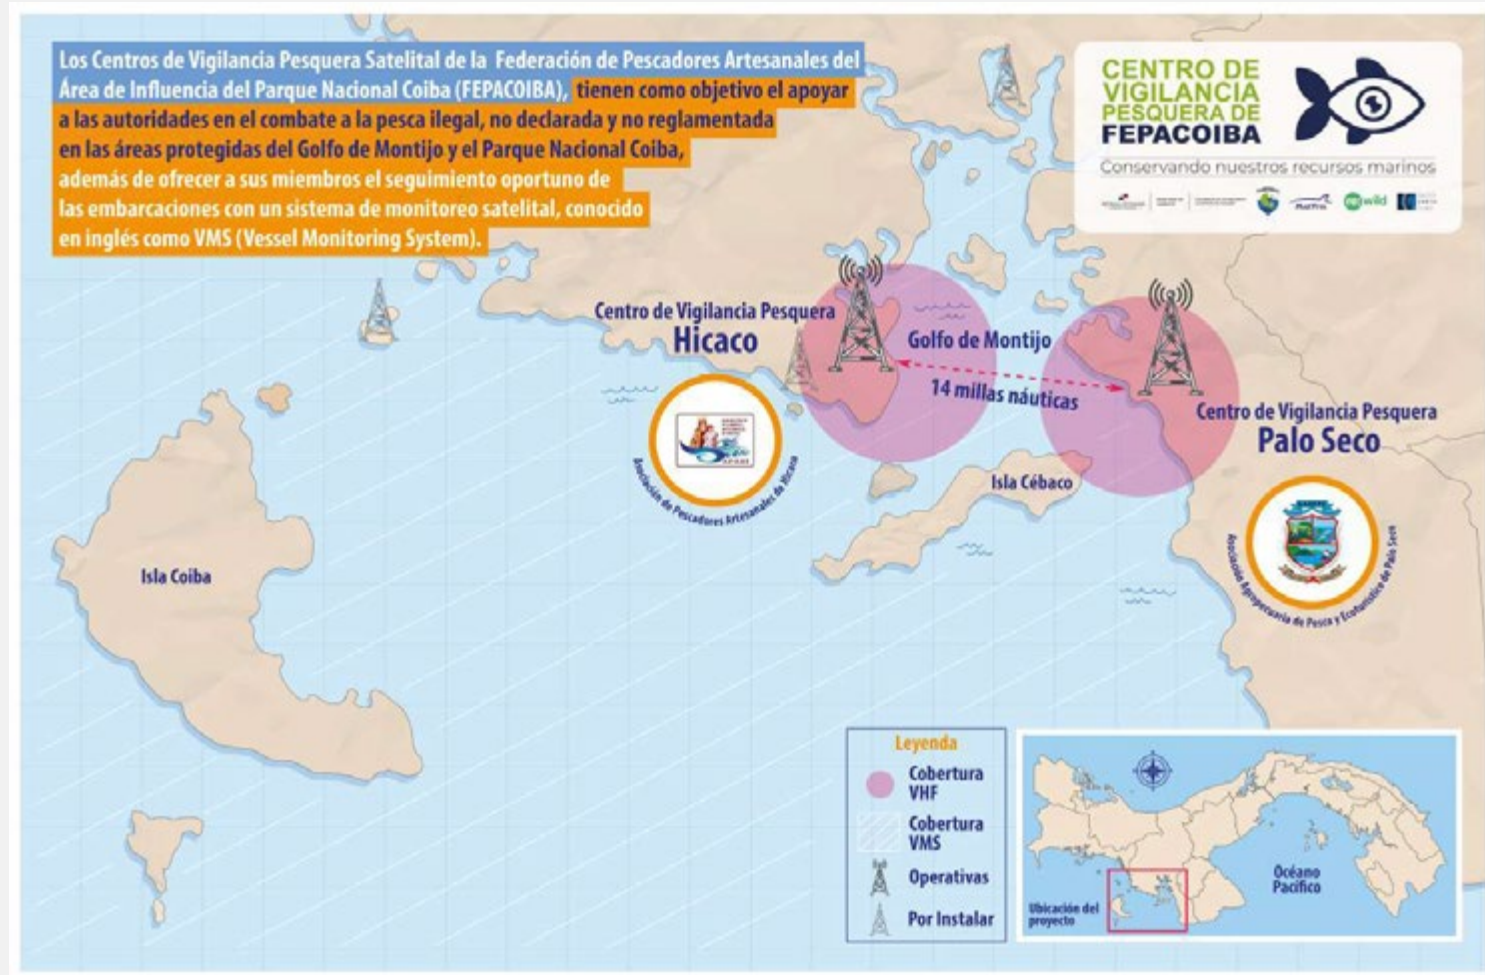 Los Centros de Vigilancia Pesquera Satelital de la Federación de Pescadores Artesanales del
Área de Influencia del Parque Nacional Coiba (FEPACOIBA), tienen como objetivo el apoyar
a las autoridades en el combate a la pesca ilegal, no declarada y no reglamentada
en las áreas protegidas del Golfo de Montijo y el Parque Nacional Coiba,
además de ofrecer a sus miembros el seguimiento oportuno de
las embarcaciones con un sistema de monitoreo satelital, conocido
en inglés como VMS (Vessel Monitoring System).
CENTRO DE
VIGILANCIA
PESQUERA DE
FEPACOIBA
Conservando nuestros recursos marinos
wild
Centro de Vigilancia Pesquera
Hicaco
Golfo de Montijo
14 millas náuticas
Centro de Vigilancia Pesquera
Palo Seco
Asociación de Pescadores Artesanales de Hicaco
Isla Cébaco
Asociación Agropecuaria de Pesca y Ecoturístico de Palo Seco
Isla Coiba
Leyenda
Cobertura
VHF
Cobertura
VMS
Operativas
Por Instalar
Océano
Pacífico
Ubicación del
proyecto